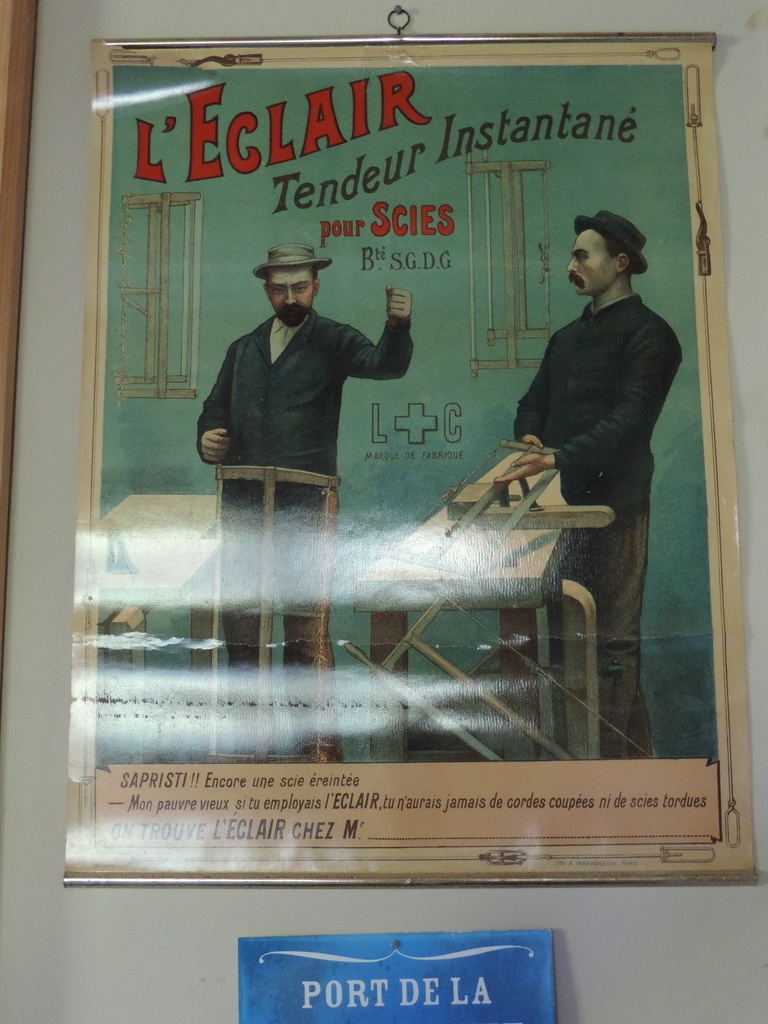 L'ECLAIR
Tendeur Instantané
pour SCIES
Bté S.G.D.G
L C
MARQUE DE FABRIQUE
SAPRISTI!! Encore une scie éreintée
— Mon pauvre vieux si tu employais l'ECLAIR, tu n'aurais jamais de cordes coupées ni de scies tordues
ON TROUVE L'ÉCLAIR CHEZ Mr
PORT DE LA